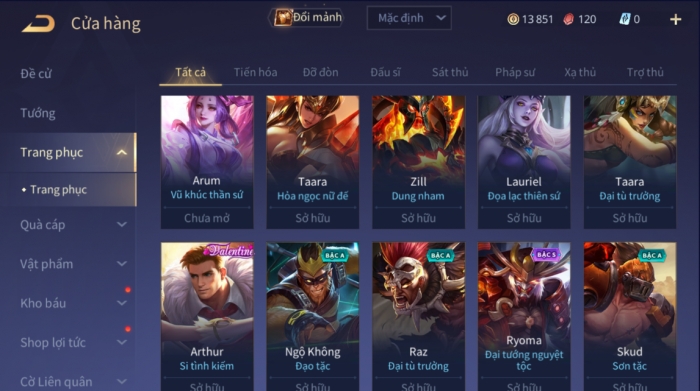 Cửa hàng
Đổi mảnh
Mặc định
13 851
120
0
Đề cử
Tướng
Trang phục
• Trang phục
Quà cáp
Vật phẩm
Kho báu
Shop lợi tức
Cờ Liên quân
Tất cả
Tiến hóa
Đỡ đòn
Đấu sĩ
Sát thủ
Pháp sư
Xạ thủ
Trợ thủ
Arum
Vũ khúc thần sứ
Chưa mở
Taara
Hỏa ngọc nữ đế
Sở hữu
Zill
Dung nham
Sở hữu
Lauriel
Đọa lạc thiên sứ
Sở hữu
Taara
Đại tù trưởng
Sở hữu
Valentine
Arthur
Si tình kiếm
Sở hữu
BẬC A
Ngộ Không
Đạo tặc
Sở hữu
BẬC A
Raz
Đại tù trưởng
Sở hữu
BẬC S
Ryoma
Đại tướng nguyệt
tộc
Sở hữu
BẬC A
Skud
Sơn tặc
Sở hữu